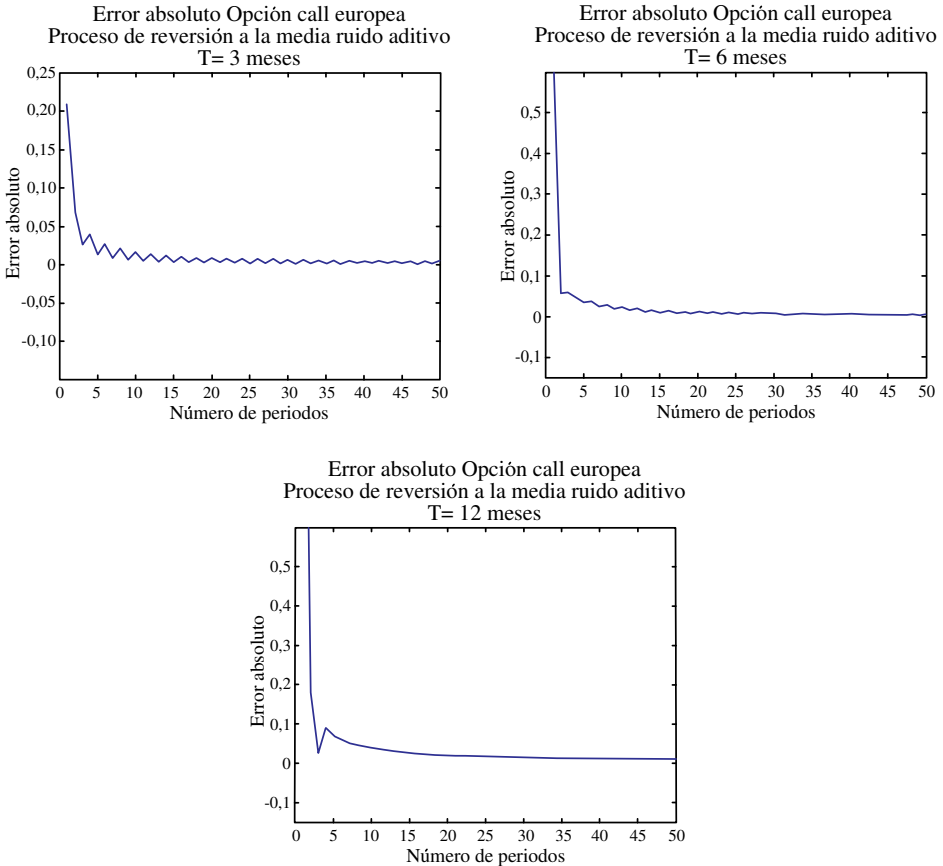 Error absoluto Opción call europea
Proceso de reversión a la media ruido aditivo
T= 3 meses
0,25
0,20
0,15
0,10
0,05
0
-0,05
-0,10
Error absoluto
0 5 10 15 20 25 30 35 40 45 50
Número de periodos
Error absoluto Opción call europea
Proceso de reversión a la media ruido aditivo
T= 6 meses
0,5
0,4
0,3
0,2
0,1
0
-0,1
Error absoluto
0 5 10 15 20 25 30 35 40 45 50
Número de periodos
Error absoluto Opción call europea
Proceso de reversión a la media ruido aditivo
T= 12 meses
0,5
0,4
0,3
0,2
0,1
0
-0,1
Error absoluto
0 5 10 15 20 25 30 35 40 45 50
Número de periodos